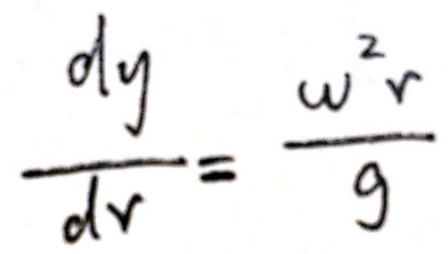 dy/dr = ω²r/g